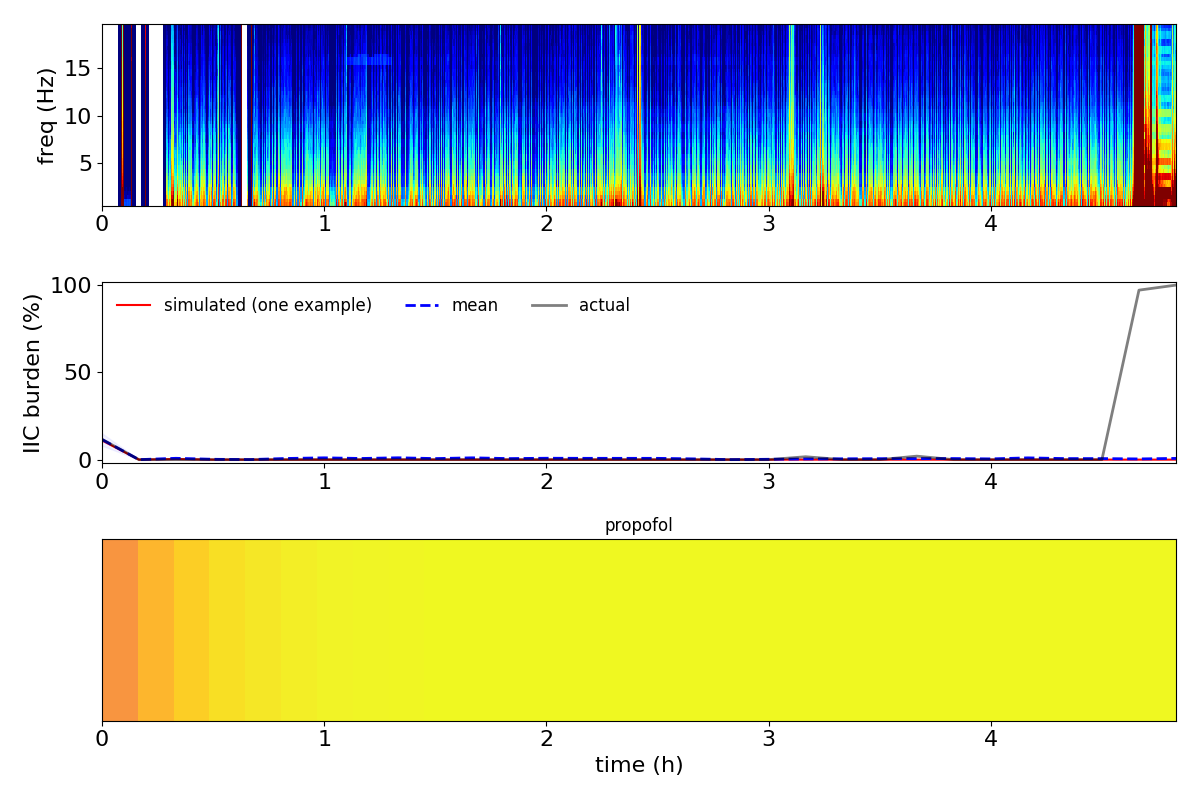 15
10
5
freq (Hz)
0 1 2 3 4
100
50
0
IIC burden (%)
simulated (one example) mean actual
0 1 2 3 4
propofol
0 1 2 3 4
time (h)